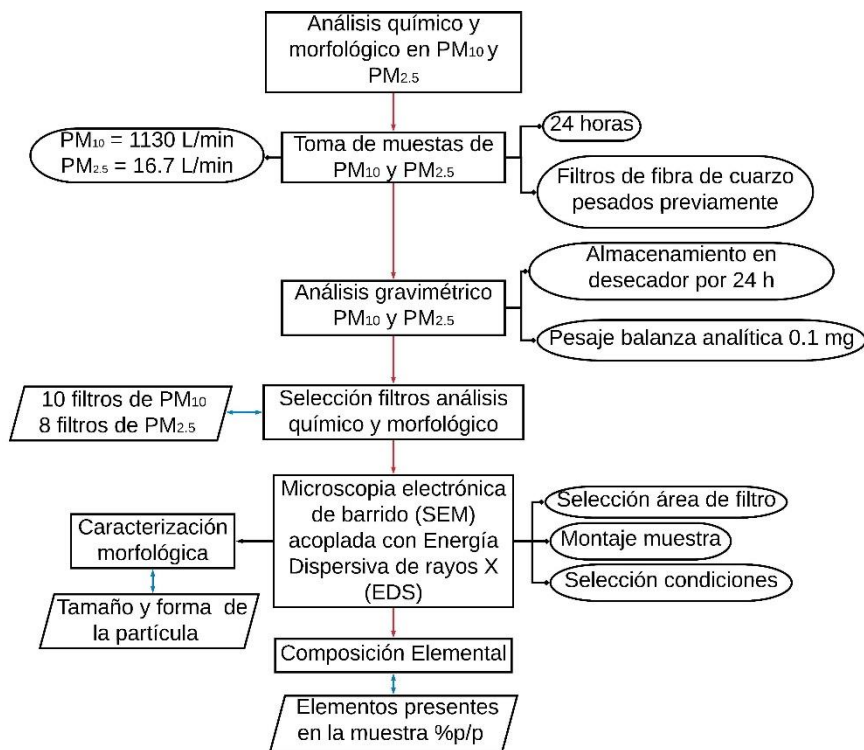 Análisis químico y
morfológico en PM10 y
PM2.5
PM10 = 1130 L/min
PM2.5 = 16.7 L/min
Toma de muestas de
PM10 y PM2.5
24 horas
Filtros de fibra de cuarzo
pesados previamente
Análisis gravimétrico
PM10 y PM2.5
Almacenamiento en
desecador por 24 h
Pesaje balanza analítica 0.1 mg
10 filtros de PM10
8 filtros de PM2.5
Selección filtros análisis
químico y morfológico
Microscopia electrónica
de barrido (SEM)
acoplada con Energía
Dispersiva de rayos X
(EDS)
Caracterización
morfológica
Selección área de filtro
Montaje muestra
Selección condiciones
Tamaño y forma de
la partícula
Composición Elemental
Elementos presentes
en la muestra %p/p